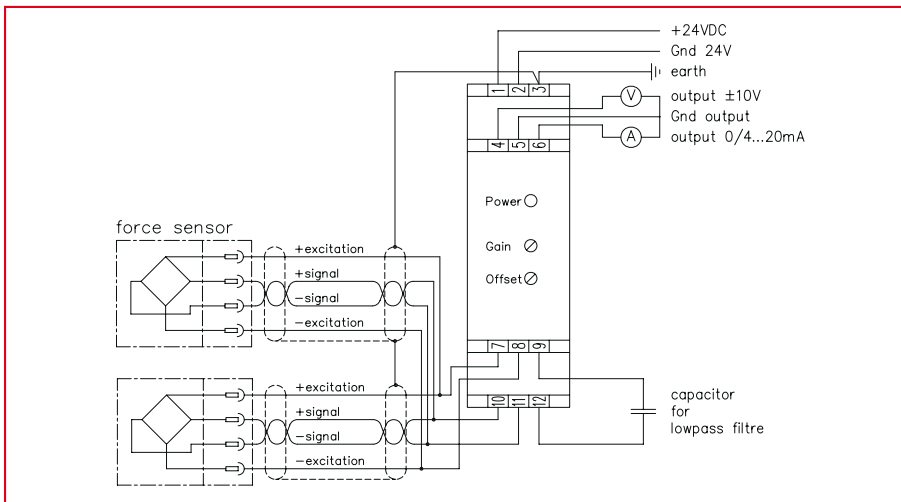 +24VDC
Gnd 24V
earth
1 2 3
output ±10V
Gnd output
output 0/4...20mA
4 5 6
Power
Gain
Offset
force sensor
+excitation
+signal
−signal
−excitation
7 8 9
+excitation
+signal
−signal
−excitation
10 11 12
capacitor
for
lowpass filtre
V
A